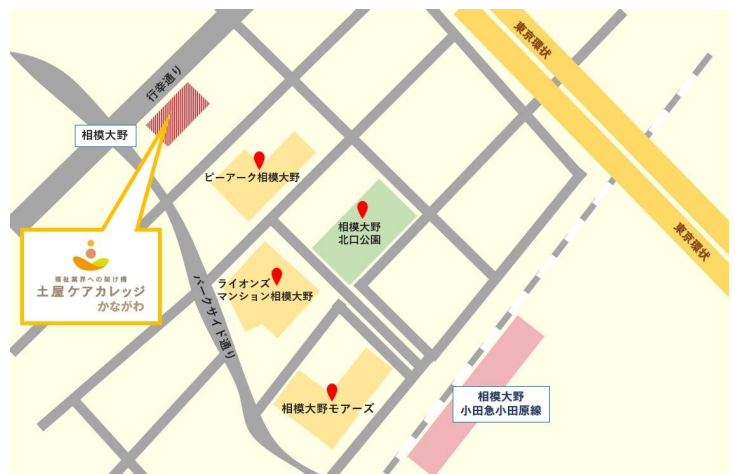 東京環状
行幸通り
相模大野
ピーアーク相模大野
相模大野
北口公園
東京環状
福祉業界への架け橋
土屋ケアカレッジ
かながわ
ライオンズ
マンション相模大野
パークサイド通り
相模大野モアーズ
相模大野
小田急小田原線